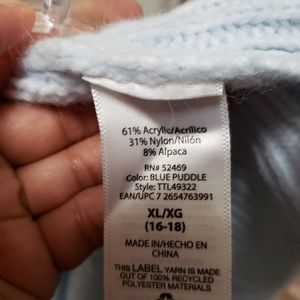 61% Acrylic/Acrílico
31% Nylon/Nilón
8% Alpaca
RN# 52469
Color: BLUE PUDDLE
Style: TTL49322
EAN/UPC 7 2654763991
XL/XG
(16-18)
MADE IN/HECHO EN
CHINA
THIS LABEL YARN IS MADE
OUT OF 100% RECYCLED
POLYESTER MATERIALS